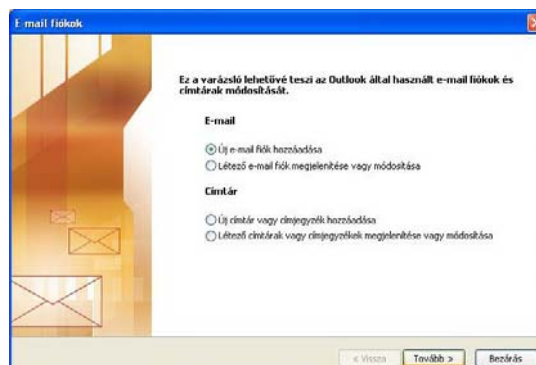 E-mail fiókok
Ez a varázsló lehetővé teszi az Outlook által használt e-mail fiókok és
címtárak módosítását.
E-mail
Új e-mail fiók hozzáadása
Létező e-mail fiók megjelenítése vagy módosítása
Címtár
Új címtár vagy címjegyzék hozzáadása
Létező címtárak vagy címjegyzékek megjelenítése vagy módosítása
< Vissza Tovább > Bezárás